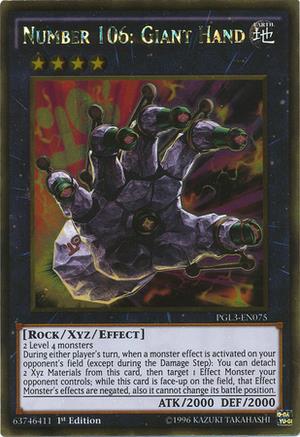 NUMBER 106: GIANT HAND
EARTH
地
PGL3-EN075
[ROCK/XYZ/EFFECT]
2 Level 4 monsters
During either player's turn, when a monster effect is activated on
your opponent's field (except during the Damage Step): You can detach
2 Xyz Materials from this card, then target 1 Effect Monster your
opponent controls; while this card is face-up on the field, that Effect
Monster's effects are negated, also it cannot change its battle position.
ATK/2000 DEF/2000
63746411 1st Edition ©1996 KAZUKI TAKAHASHI